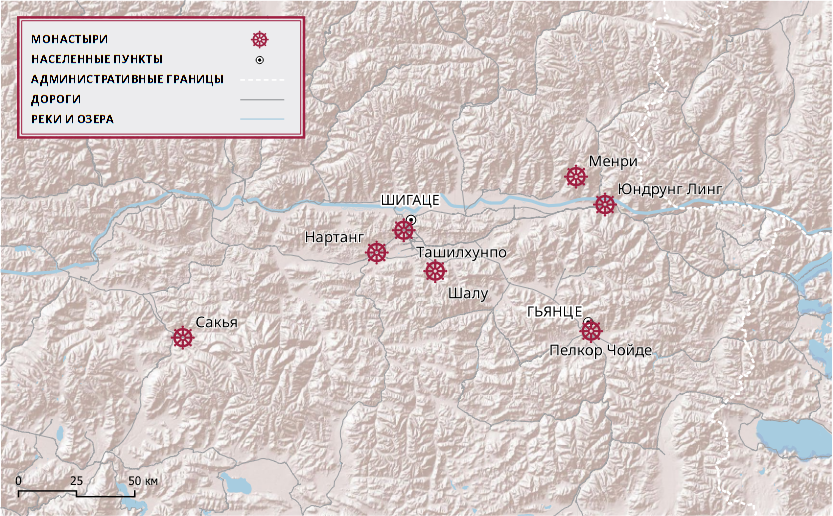 МОНАСТЫРИ
НАСЕЛЕННЫЕ ПУНКТЫ
АДМИНИСТРАТИВНЫЕ ГРАНИЦЫ
ДОРОГИ
РЕКИ И ОЗЕРА
Менри
Юндрунг Линг
ШИГАЦЕ
Нартанг
Ташилхунпо
Шалу
ГЬЯНЦЕ
Сакья
Пелкор Чойде
0 25 50 км